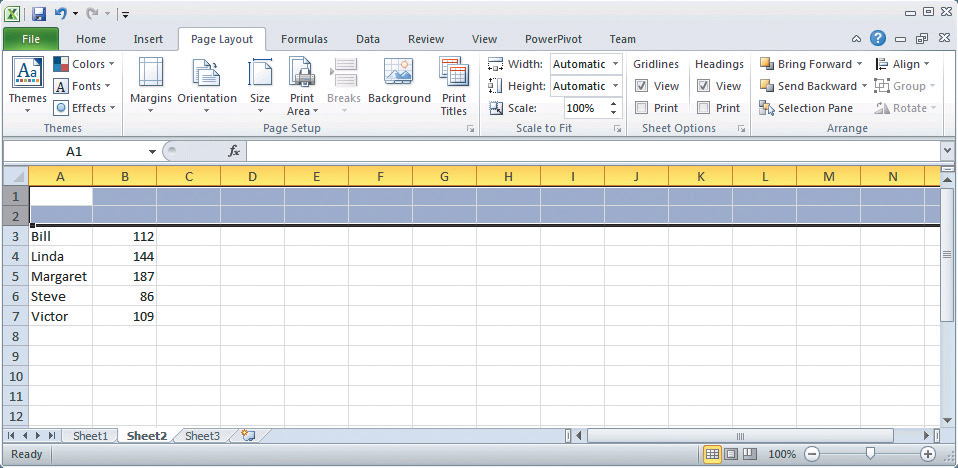 File Home Insert Page Layout Formulas Data Review View PowerPivot Team
Colors Width: Automatic Gridlines Headings Bring Forward Align
Fonts Height: Automatic View View Send Backward Group
Themes Margins Orientation Size Print Area Breaks Background Print Titles
Effects Scale: 100% Print Print Selection Pane Rotate
Themes Page Setup Scale to Fit Sheet Options Arrange
A1 fx
A B C D E F G H I J K L M N
1
2
3 Bill 112
4 Linda 144
5 Margaret 187
6 Steve 86
7 Victor 109
8
9
10
11
12
Sheet1 Sheet2 Sheet3
Ready 100%